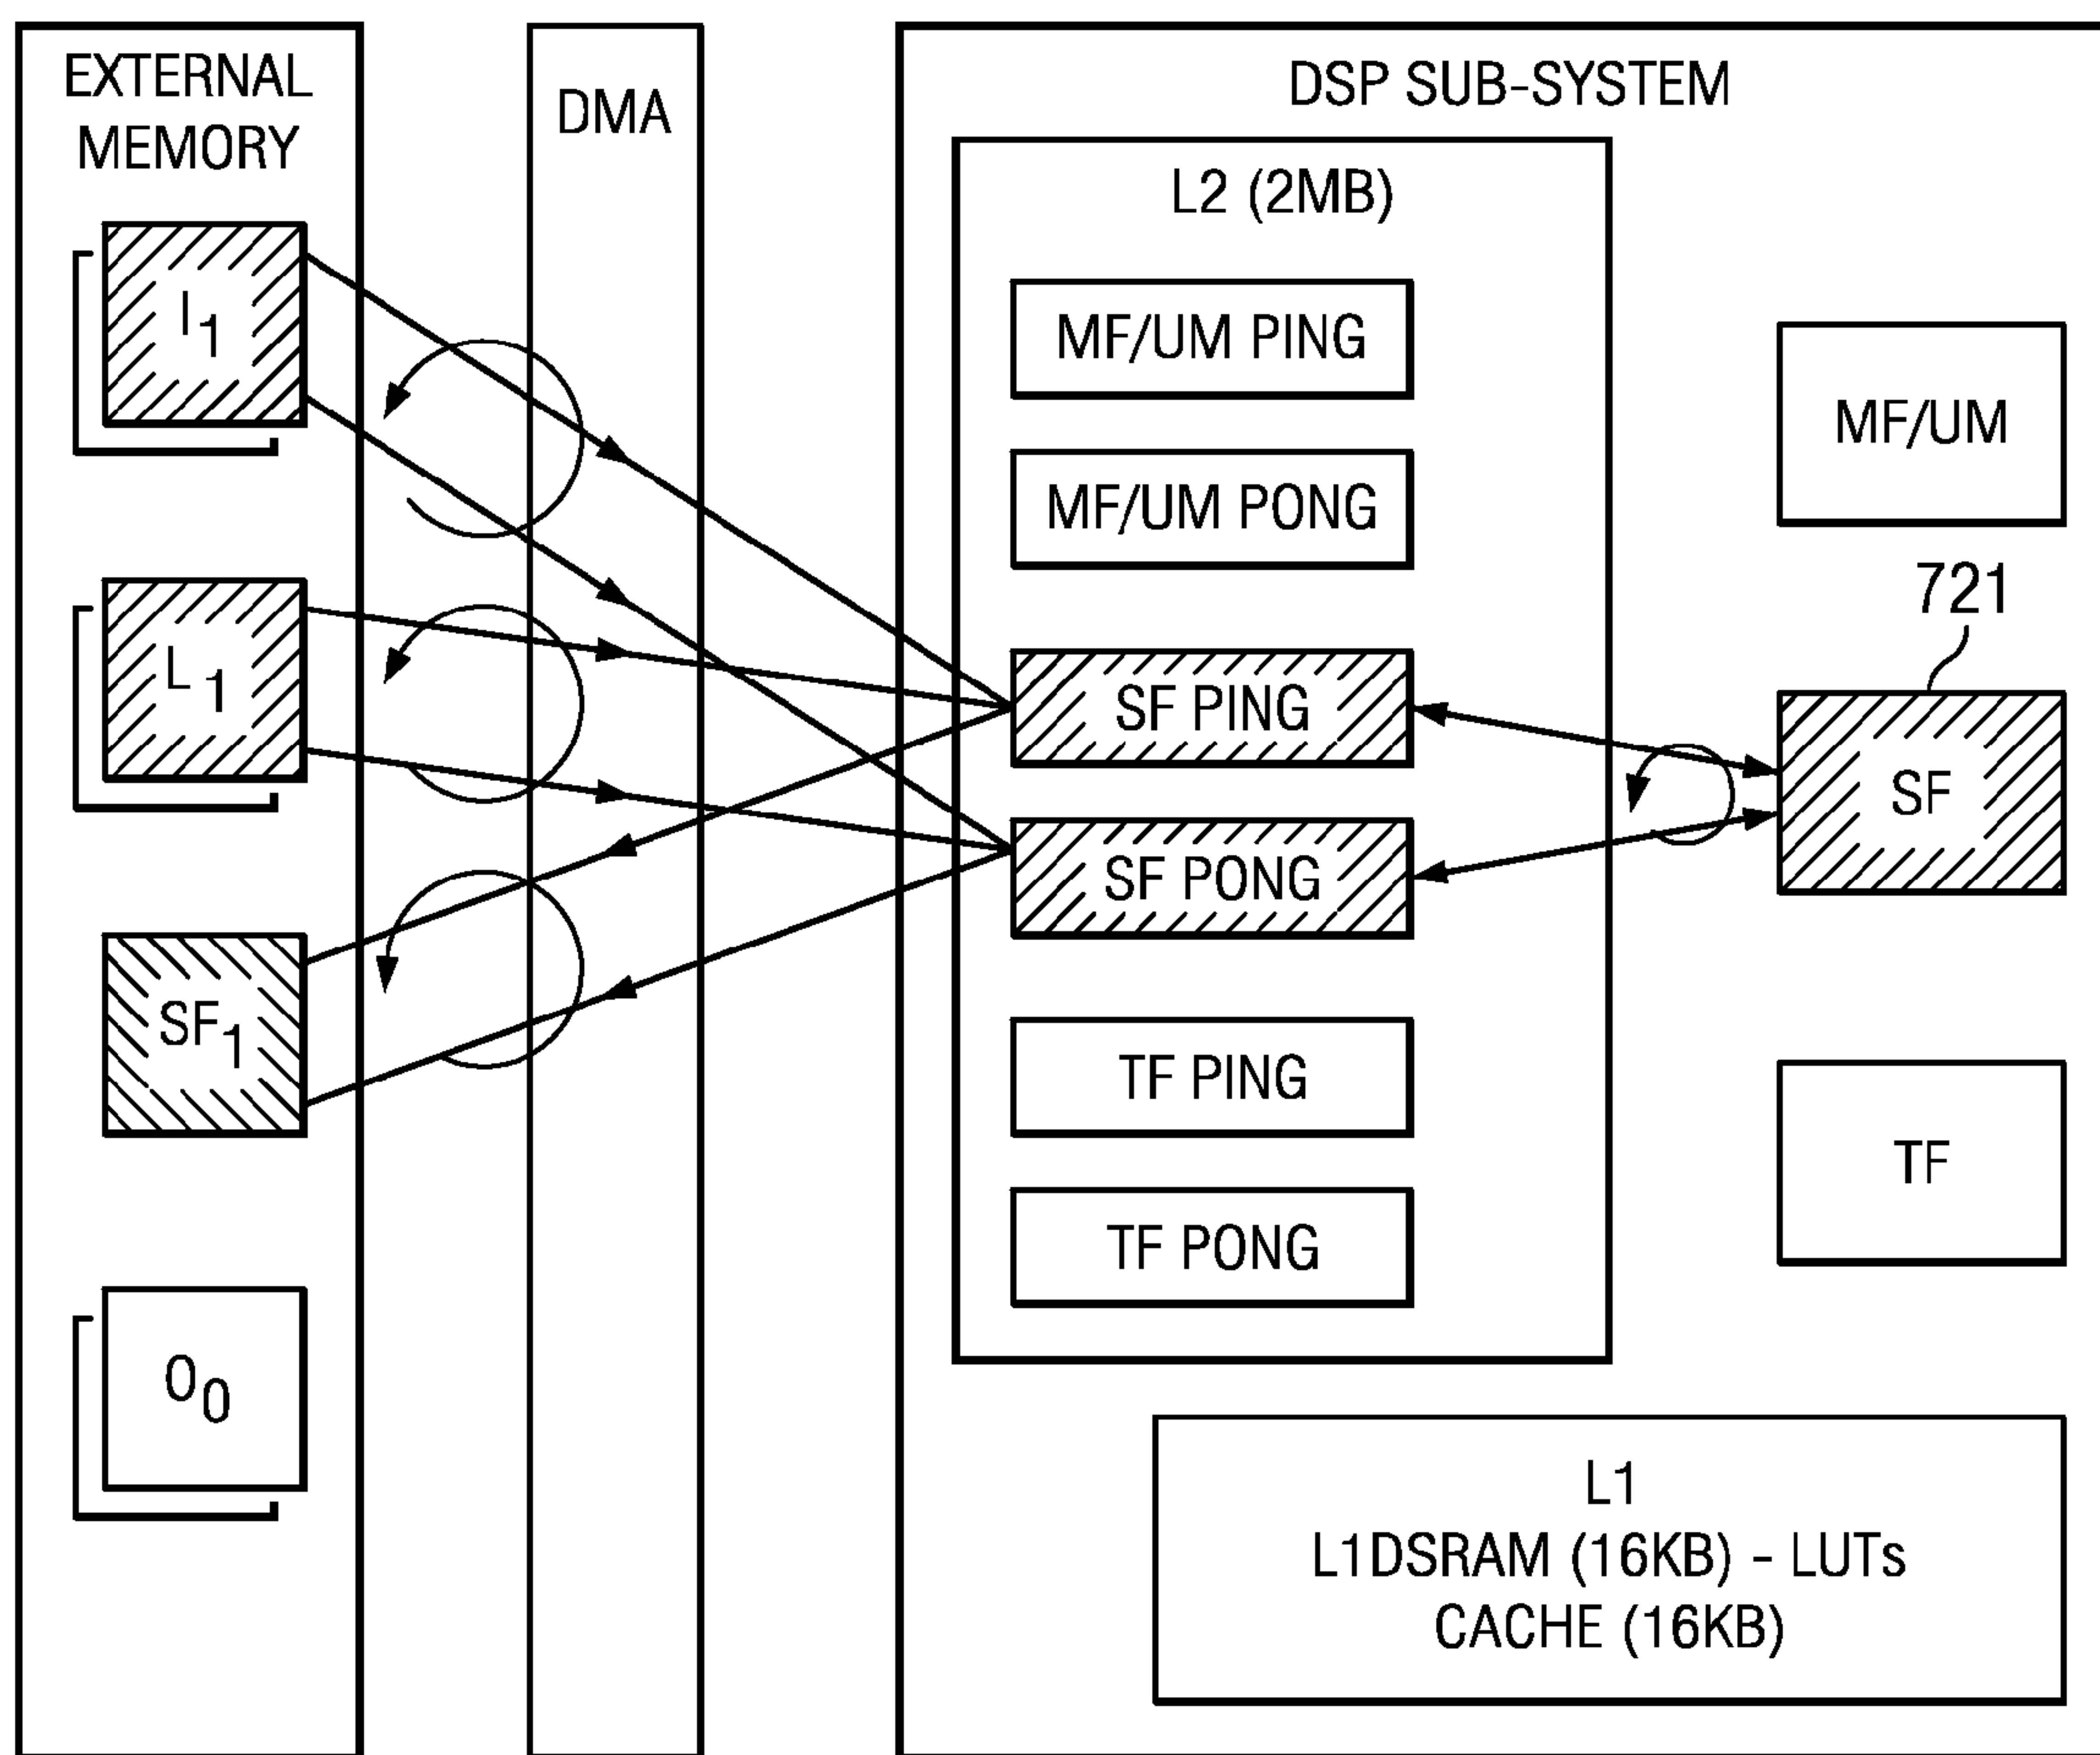 EXTERNAL
MEMORY
I1
L1
SF1
O0
DMA
DSP SUB-SYSTEM
L2 (2MB)
MF/UM PING
MF/UM PONG
SF PING
SF PONG
TF PING
TF PONG
MF/UM
721
SF
TF
L1
L1DSRAM (16KB) - LUTs
CACHE (16KB)